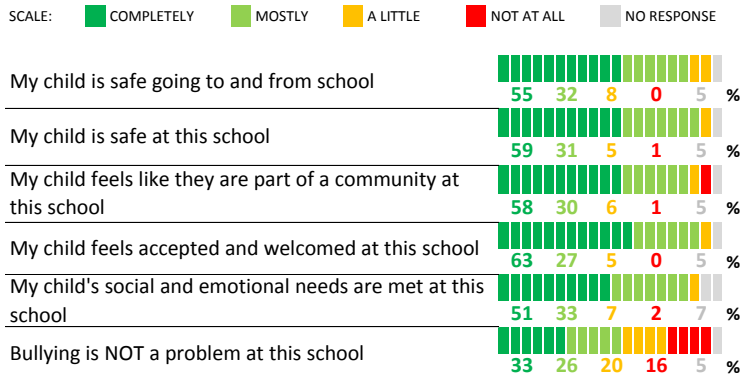 SCALE: COMPLETELY MOSTLY A LITTLE NOT AT ALL NO RESPONSE
My child is safe going to and from school
55 32 8 0 5 %
My child is safe at this school
59 31 5 1 5 %
My child feels like they are part of a community at
this school
58 30 6 1 5 %
My child feels accepted and welcomed at this school
63 27 5 0 5 %
My child's social and emotional needs are met at this
school
51 33 7 2 7 %
Bullying is NOT a problem at this school
33 26 20 16 5 %